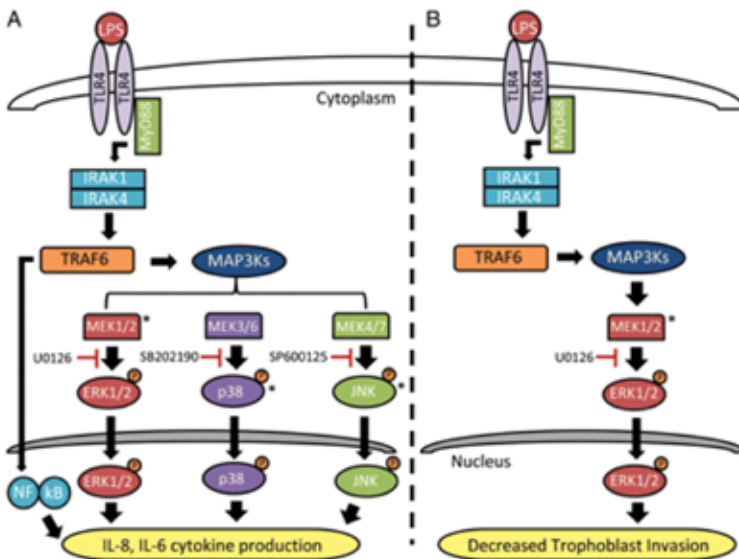 A
LPS
TLR4
TLR4
MyD88
Cytoplasm
IRAK1
IRAK4
TRAF6
MAP3Ks
MEK1/2 *
MEK3/6
MEK4/7
U0126
SB202190
SP600125
P
ERK1/2
P
p38 *
P
JNK *
NF kB
P
ERK1/2
P
p38
P
JNK
IL-8, IL-6 cytokine production
B
LPS
TLR4
TLR4
MyD88
IRAK1
IRAK4
TRAF6
MAP3Ks
MEK1/2 *
U0126
P
ERK1/2
Nucleus
P
ERK1/2
Decreased Trophoblast Invasion